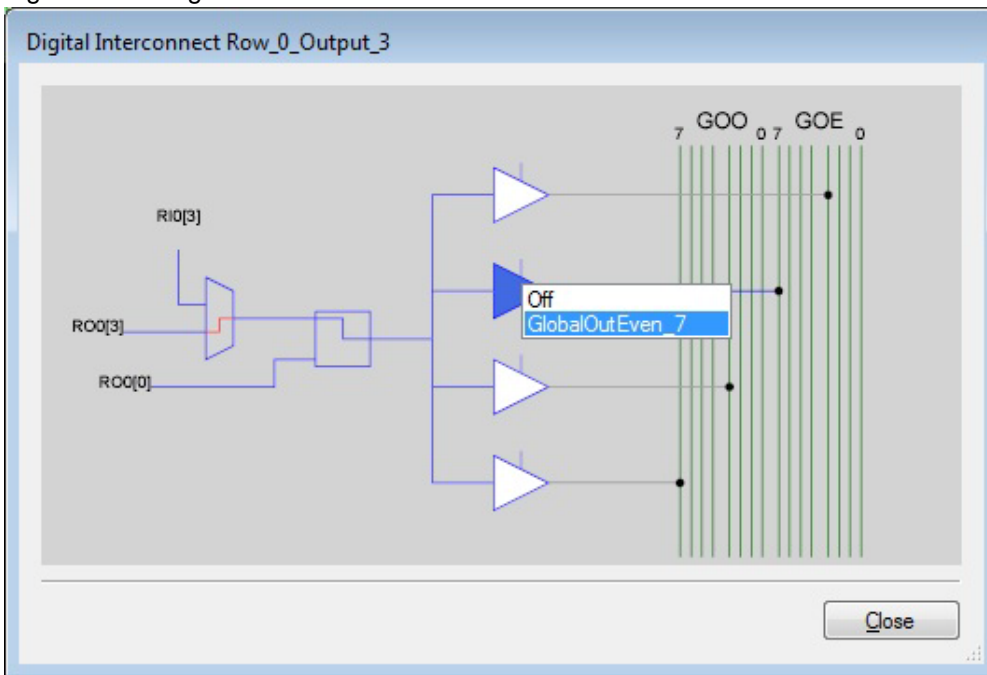 Digital Interconnect Row_0_Output_3
7 GOO 0 7 GOE 0
RI0[3]
Off
GlobalOutEven_7
RO0[3]
RO0[0]
Close